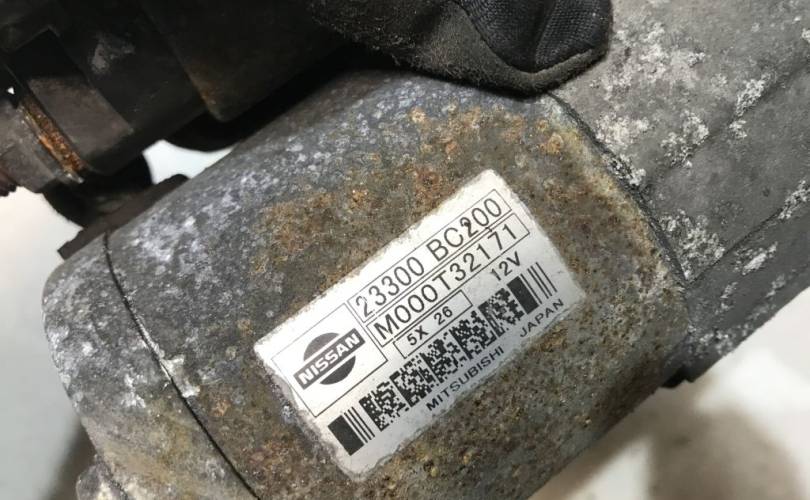 NISSAN
23300 BC200
M000T32171
5X 26 12V
MITSUBISHI JAPAN